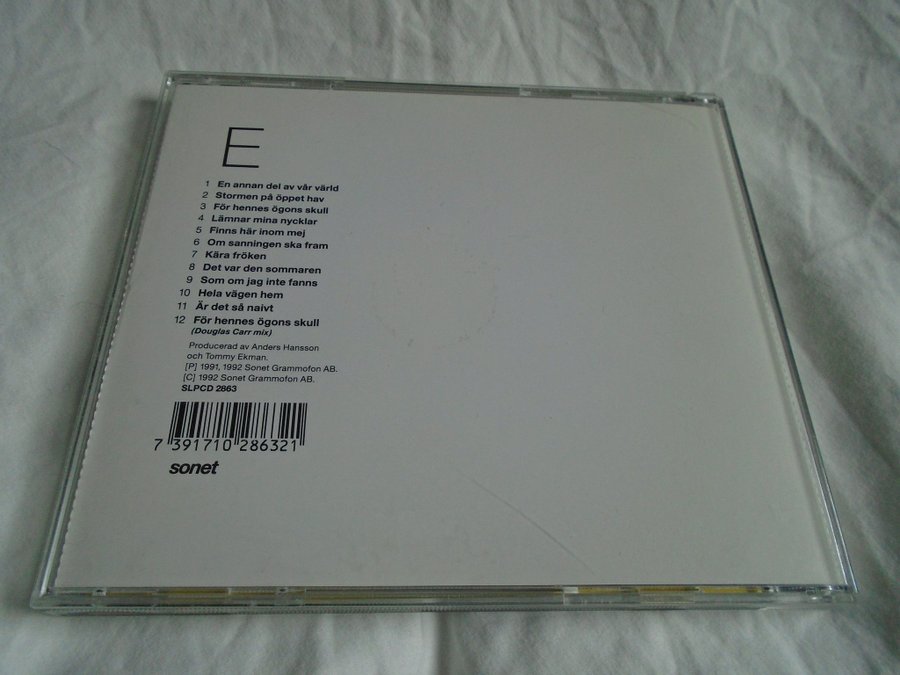 E
1 En annan del av vår värld
2 Stormen på öppet hav
3 För hennes ögons skull
4 Lämnar mina nycklar
5 Finns här inom mej
6 Om sanningen ska fram
7 Kära fröken
8 Det var den sommaren
9 Som om jag inte fanns
10 Hela vägen hem
11 Är det så naivt
12 För hennes ögons skull
(Douglas Carr mix)
Producerad av Anders Hansson
och Tommy Ekman.
[P] 1991, 1992 Sonet Grammofon AB.
[C] 1992 Sonet Grammofon AB.
SLPCD 2863
7 391710 286321
sonet